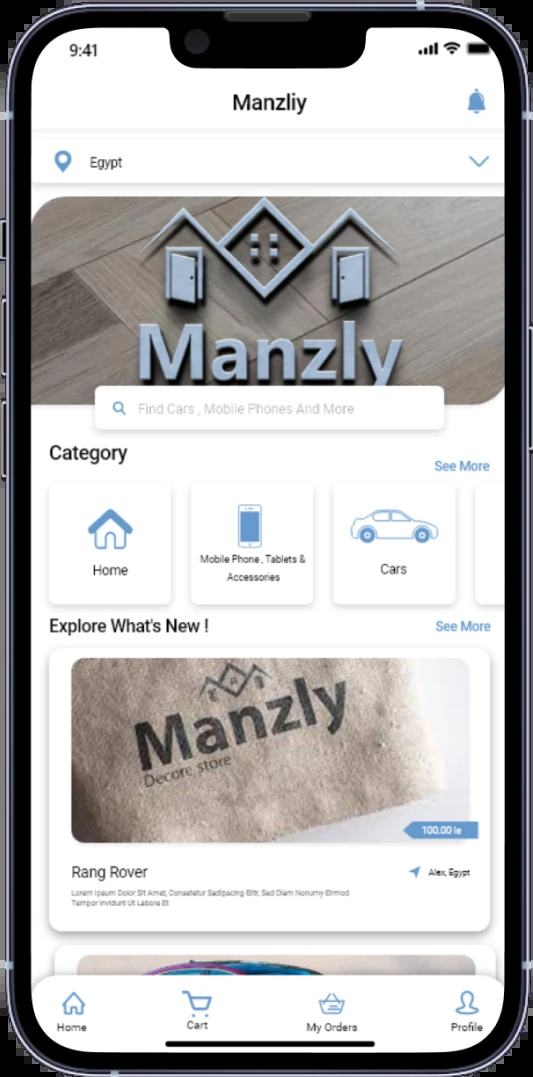 9:41
Manzliy
Egypt
Manzly
Find Cars , Mobile Phones And More
Category
See More
Home
Mobile Phone , Tablets &
Accessories
Cars
Explore What's New !
See More
Manzly
Decore store
100.00 le
Rang Rover
Alex, Egypt
Lorem Ipsum Dolor Sit Amet, Consetetur Sadipscing Elitr, Sed Diam Nonumy Eirmod
Tempor Invidunt Ut Labore Et
Home
Cart
My Orders
Profile